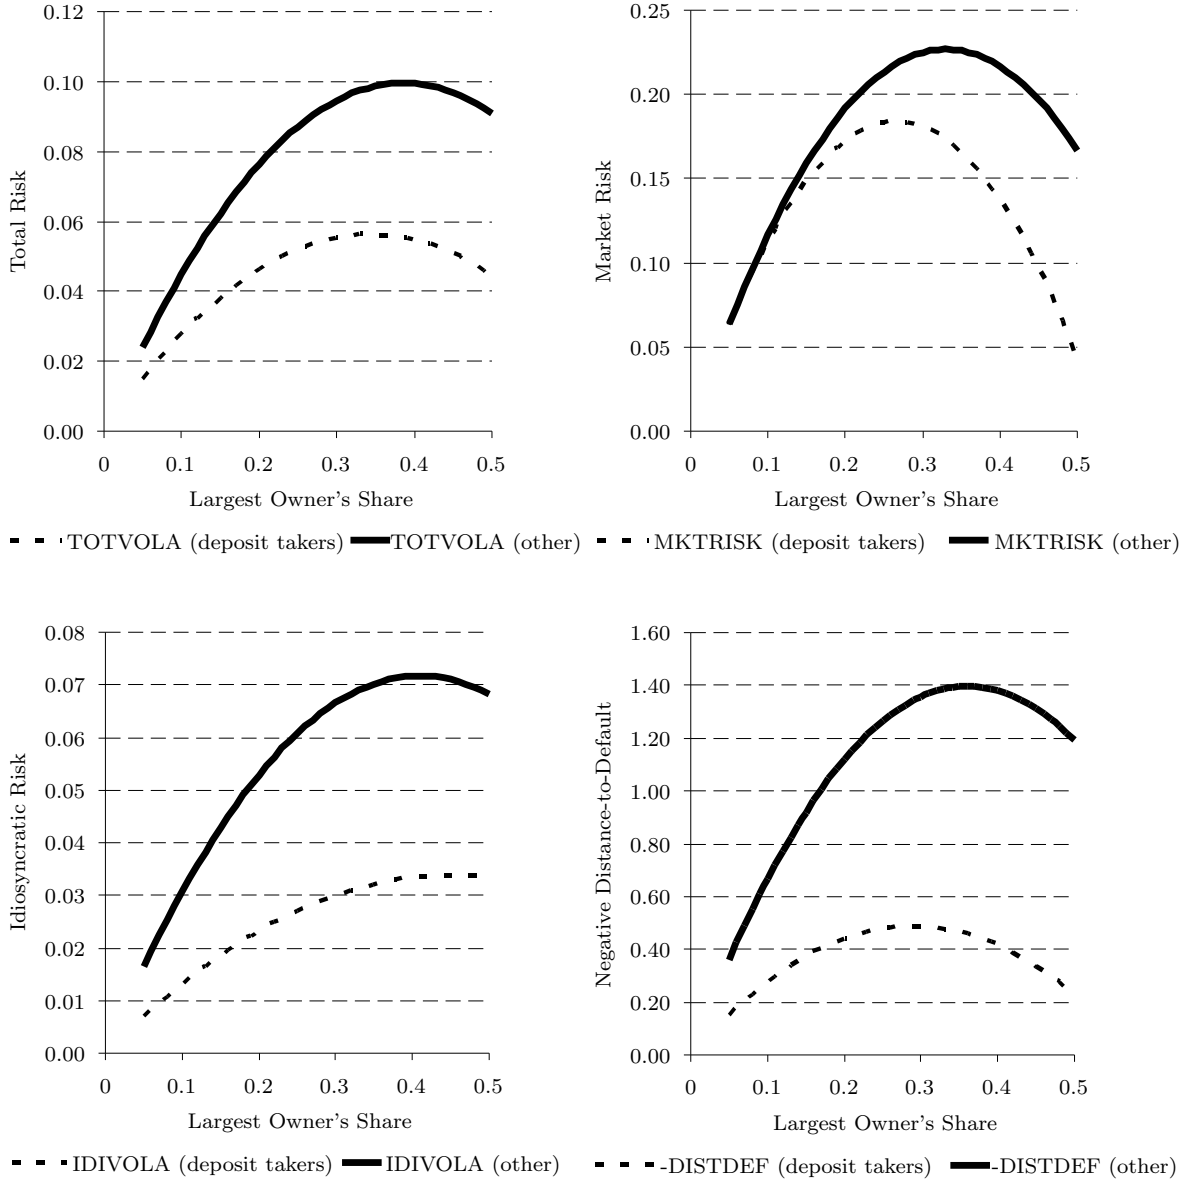 0.12
0.10
0.08
0.06
0.04
0.02
0.00
Total Risk
0 0.1 0.2 0.3 0.4 0.5
Largest Owner's Share
TOTVOLA (deposit takers) TOTVOLA (other)
0.25
0.20
0.15
0.10
0.05
0.00
Market Risk
0 0.1 0.2 0.3 0.4 0.5
Largest Owner's Share
MKTRISK (deposit takers) MKTRISK (other)
0.08
0.07
0.06
0.05
0.04
0.03
0.02
0.01
0.00
Idiosyncratic Risk
0 0.1 0.2 0.3 0.4 0.5
Largest Owner's Share
IDIVOLA (deposit takers) IDIVOLA (other)
1.60
1.40
1.20
1.00
0.80
0.60
0.40
0.20
0.00
Negative Distance-to-Default
0 0.1 0.2 0.3 0.4 0.5
Largest Owner's Share
-DISTDEF (deposit takers) -DISTDEF (other)